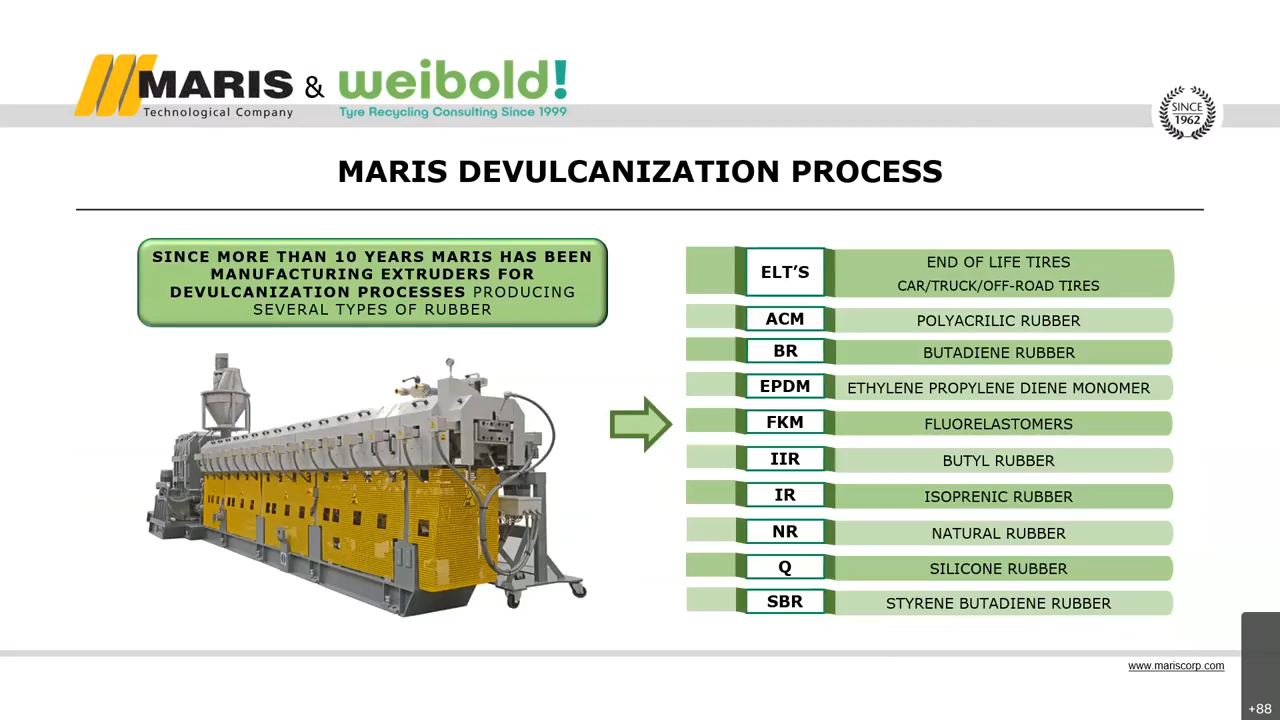 MARIS & weibold!
Technological Company
Tyre Recycling Consulting Since 1999
SINCE
1962
MARIS DEVULCANIZATION PROCESS
SINCE MORE THAN 10 YEARS MARIS HAS BEEN
MANUFACTURING EXTRUDERS FOR
DEVULCANIZATION PROCESSES PRODUCING
SEVERAL TYPES OF RUBBER
ELT’S
END OF LIFE TIRES
CAR/TRUCK/OFF-ROAD TIRES
ACM POLYACRILIC RUBBER
BR BUTADIENE RUBBER
EPDM ETHYLENE PROPYLENE DIENE MONOMER
FKM FLUORELASTOMERS
IIR BUTYL RUBBER
IR ISOPRENIC RUBBER
NR NATURAL RUBBER
Q SILICONE RUBBER
SBR STYRENE BUTADIENE RUBBER
www.mariscorp.com
+88